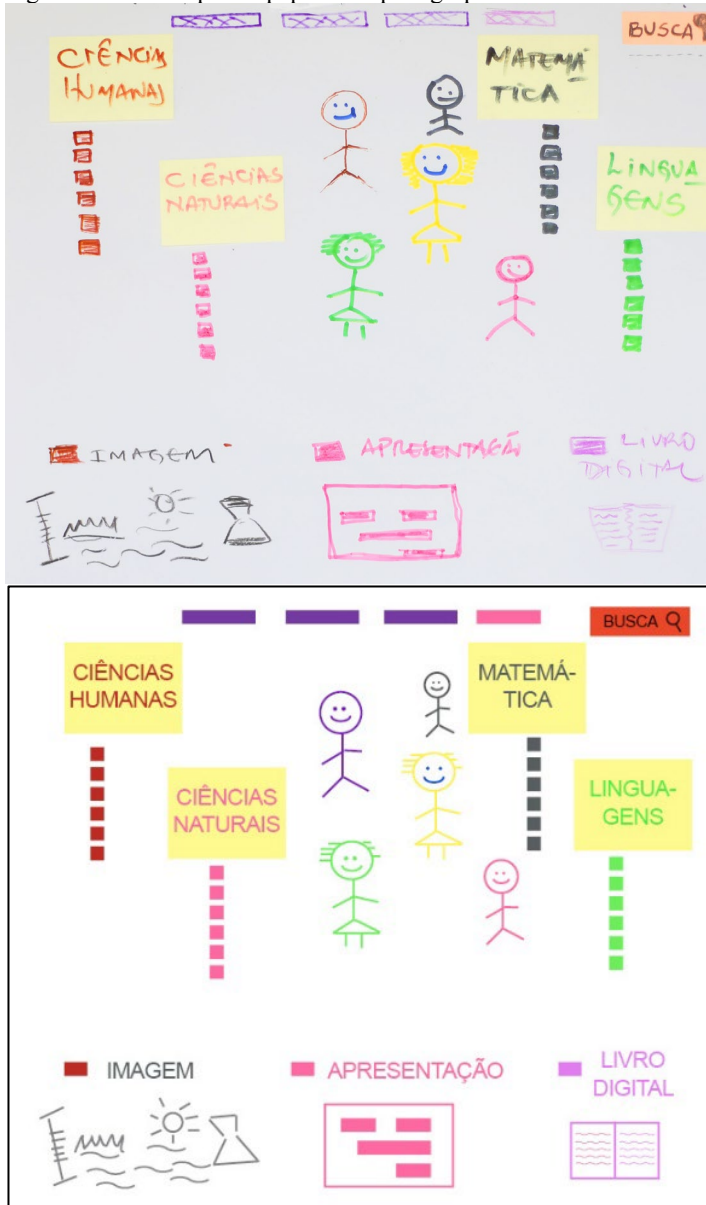 BUSCA
CIÊNCIAS
HUMANAS
MATEMÁ
TICA
CIÊNCIAS
NATURAIS
LINGUA
GENS
IMAGEM
APRESENTAÇÃ
LIVRO
DIGITAL
BUSCA
CIÊNCIAS
HUMANAS
MATEMÁ-
TICA
CIÊNCIAS
NATURAIS
LINGUA-
GENS
IMAGEM
APRESENTAÇÃO
LIVRO
DIGITAL